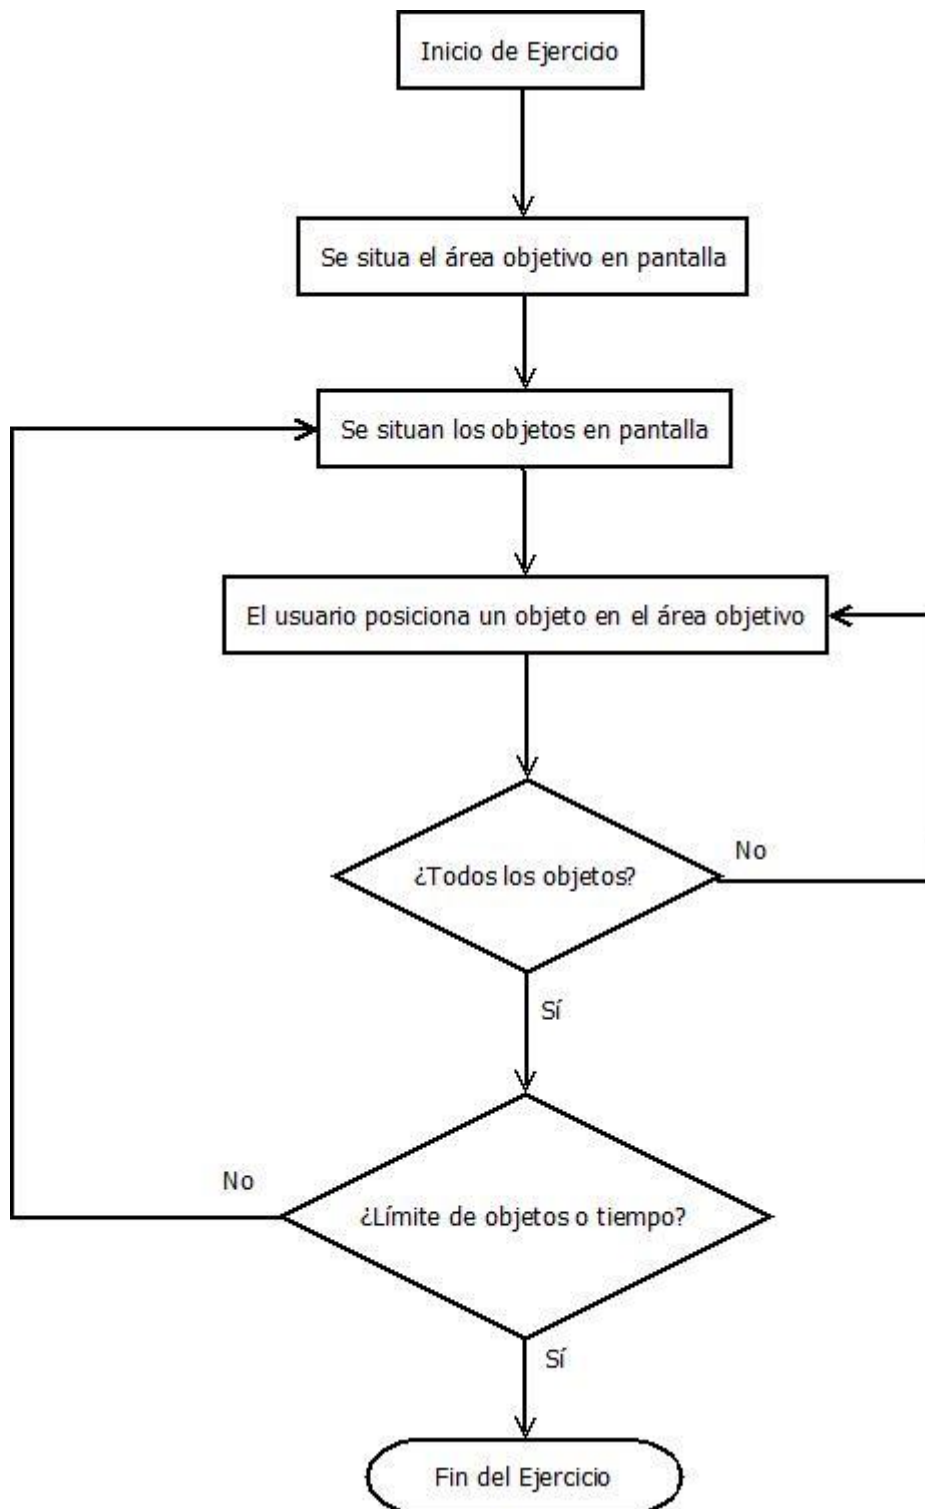 Inicio de Ejercicio
Se situa el área objetivo en pantalla
Se situan los objetos en pantalla
El usuario posiciona un objeto en el área objetivo
¿Todos los objetos?
No
Sí
No
¿Límite de objetos o tiempo?
Sí
Fin del Ejercicio